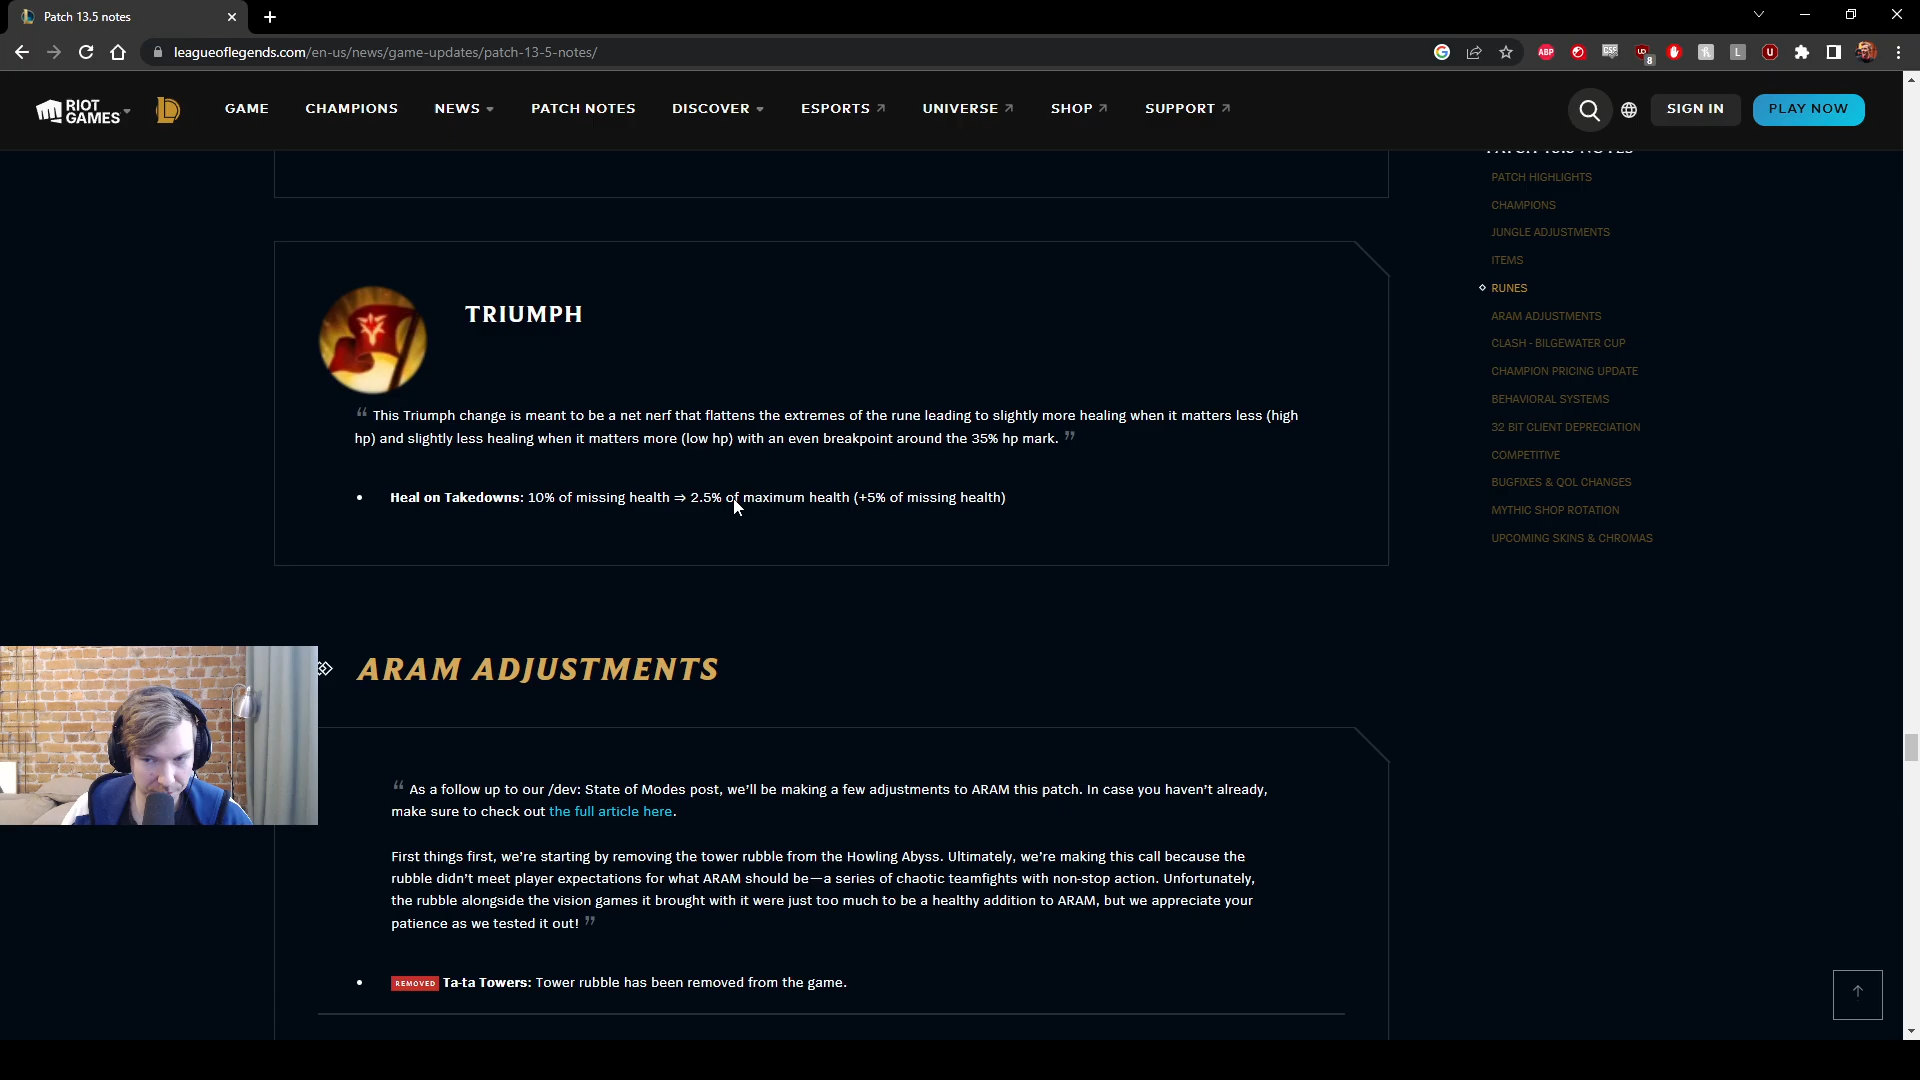 Patch 13.5 notes
leagueoflegends.com/en-us/news/game-updates/patch-13-5-notes/
ABP
8
L
RIOT GAMES
GAME
CHAMPIONS
NEWS
PATCH NOTES
DISCOVER
ESPORTS
UNIVERSE
SHOP
SUPPORT
SIGN IN
PLAY NOW
PATCH 13.5 NOTES
PATCH HIGHLIGHTS
CHAMPIONS
JUNGLE ADJUSTMENTS
ITEMS
RUNES
ARAM ADJUSTMENTS
CLASH - BILGEWATER CUP
CHAMPION PRICING UPDATE
BEHAVIORAL SYSTEMS
32 BIT CLIENT DEPRECIATION
COMPETITIVE
BUGFIXES & QOL CHANGES
MYTHIC SHOP ROTATION
UPCOMING SKINS & CHROMAS
TRIUMPH
“ This Triumph change is meant to be a net nerf that flattens the extremes of the rune leading to slightly more healing when it matters less (high
hp) and slightly less healing when it matters more (low hp) with an even breakpoint around the 35% hp mark. ”
• Heal on Takedowns: 10% of missing health ⇒ 2.5% of maximum health (+5% of missing health)
ARAM ADJUSTMENTS
“ As a follow up to our /dev: State of Modes post, we’ll be making a few adjustments to ARAM this patch. In case you haven’t already,
make sure to check out the full article here.
First things first, we’re starting by removing the tower rubble from the Howling Abyss. Ultimately, we’re making this call because the
rubble didn’t meet player expectations for what ARAM should be—a series of chaotic teamfights with non-stop action. Unfortunately,
the rubble alongside the vision games it brought with it were just too much to be a healthy addition to ARAM, but we appreciate your
patience as we tested it out! ”
• REMOVED Ta-ta Towers: Tower rubble has been removed from the game.